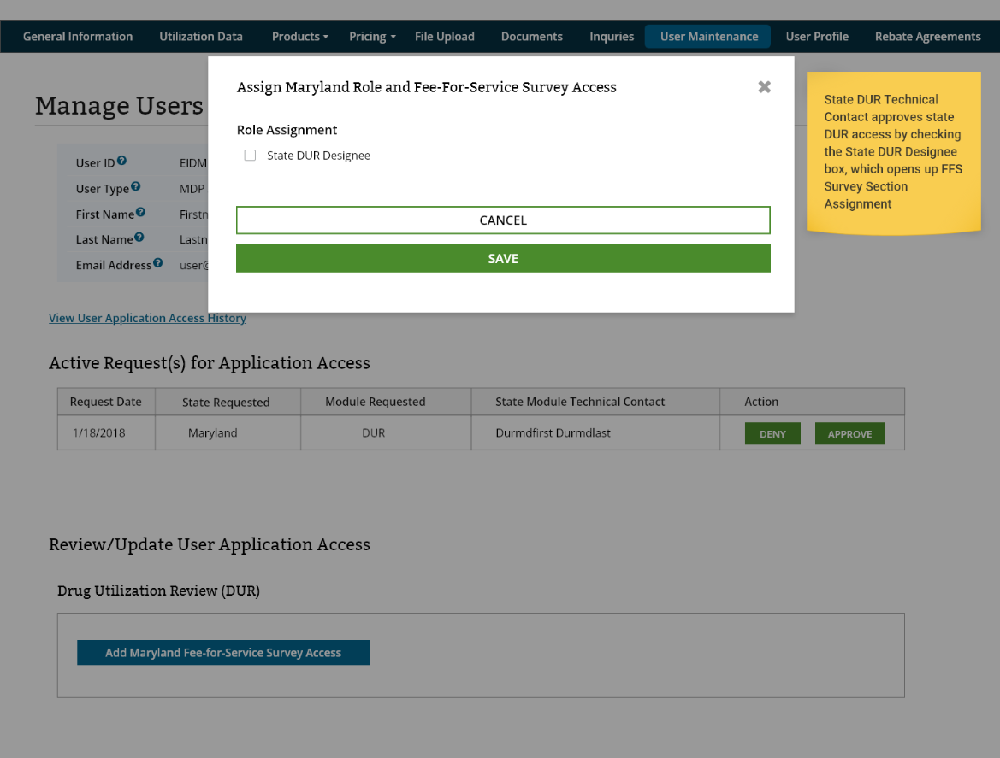 General Information Utilization Data Products Pricing File Upload Documents Inquries User Maintenance User Profile Rebate Agreements
Assign Maryland Role and Fee-For-Service Survey Access
Manage Users
Role Assignment
State DUR Designee
CANCEL
SAVE
State DUR Technical
Contact approves state
DUR access by checking
the State DUR Designee
box, which opens up FFS
Survey Section
Assignment
User ID EIDM
User Type MDP
First Name Firstn
Last Name Lastn
Email Address user@
View User Application Access History
Active Request(s) for Application Access
Request Date State Requested Module Requested State Module Technical Contact Action
1/18/2018 Maryland DUR Durmdfirst Durmdlast DENY APPROVE
Review/Update User Application Access
Drug Utilization Review (DUR)
Add Maryland Fee-for-Service Survey Access